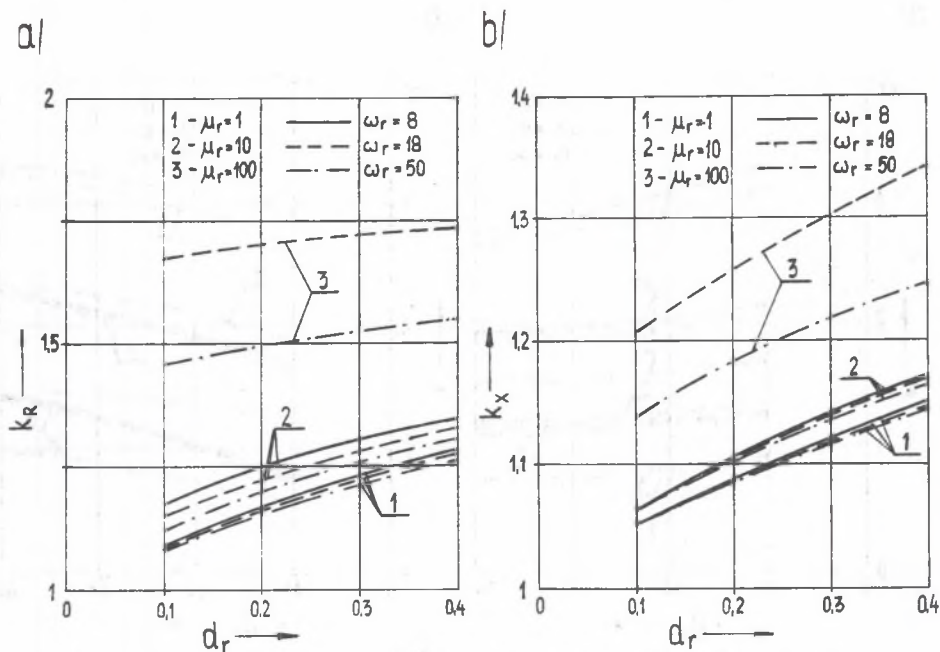 a/
2
1 - μr=1 ωr = 8
2 - μr=10 ωr = 18
3 - μr=100 ωr = 50
3
1,5
kR
2
1
1
0 0,1 0,2 0,3 0,4
dr
b/
1,4
1 - μr=1 ωr = 8
2 - μr=10 ωr = 18
3 - μr=100 ωr = 50
1,3
3
1,2
kX
2
1
1,1
1
0 0,1 0,2 0,3 0,4
dr